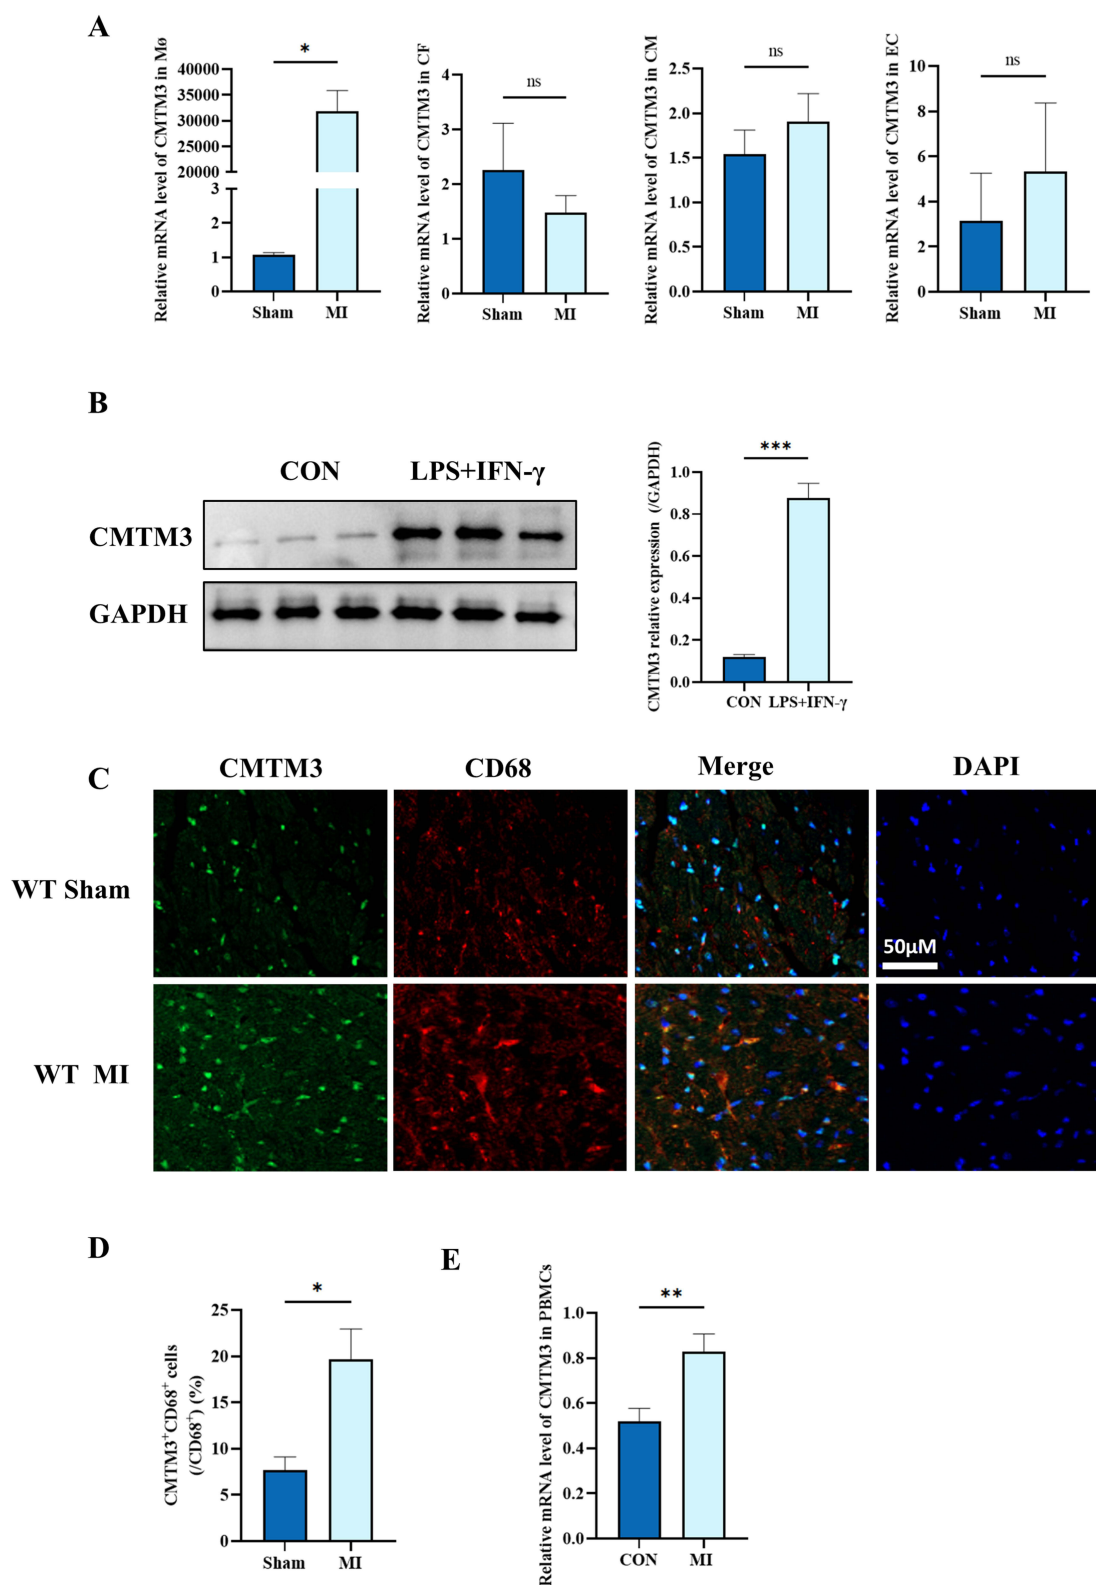 A
Relative mRNA level of CMTM3 in Mø
40000
35000
30000
25000
20000
3
2
1
0
*
Sham
MI
Relative mRNA level of CMTM3 in CF
4
3
2
1
0
ns
Sham
MI
Relative mRNA level of CMTM3 in CM
2.5
2.0
1.5
1.0
0.5
0.0
ns
Sham
MI
Relative mRNA level of CMTM3 in EC
10
8
6
4
2
0
ns
Sham
MI
B
CON
LPS+IFN-γ
CMTM3
GAPDH
CMTM3 relative expression (/GAPDH)
1.0
0.8
0.6
0.4
0.2
0.0
***
CON
LPS+IFN-γ
C
CMTM3
CD68
Merge
DAPI
WT Sham
50μM
WT MI
D
CMTM3⁺CD68⁺ cells
(/CD68⁺) (%)
25
20
15
10
5
0
*
Sham
MI
E
Relative mRNA level of CMTM3 in PBMCs
1.0
0.8
0.6
0.4
0.2
0.0
**
CON
MI